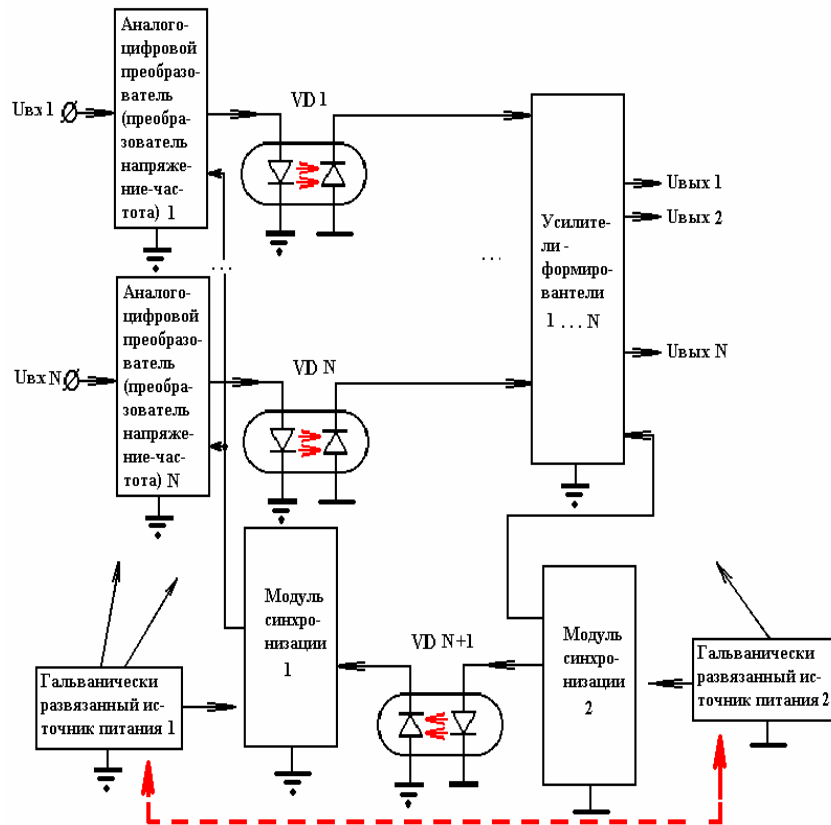 Аналого-
цифровой
преобразо-
ватель
(преобра-
зователь
напряже-
ние-час-
тота) 1
Uвх 1
VD 1
Uвых 1
Uвых 2
Усилите-
ли -
формиро-
вантели
1 ... N
Uвых N
...
...
Аналого-
цифровой
преобразо-
ватель
(преобра-
зователь
напряже-
ние-час-
тота) N
Uвх N
VD N
Модуль
синхро-
низации
1
VD N+1
Модуль
синхро-
низации
2
Гальванически
развязанный ис-
точник питания 1
Гальванически
развязанный ис-
точник питания 2